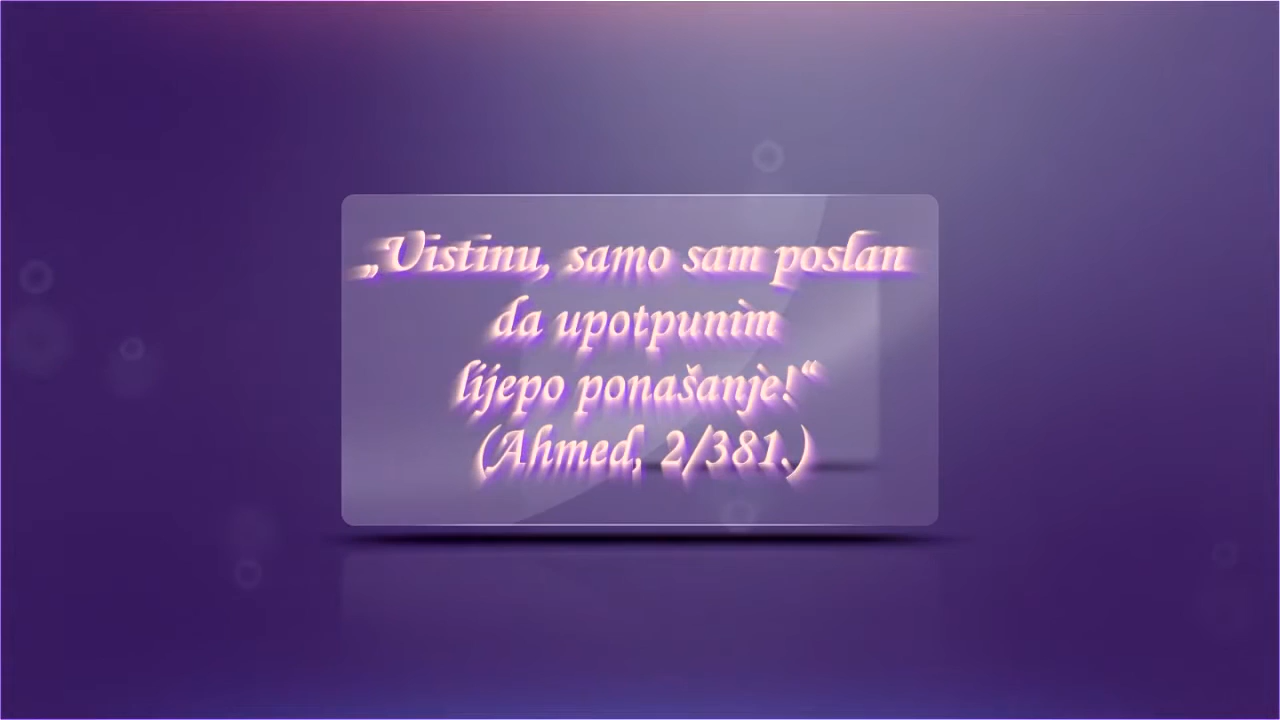 „Uistinu, samo sam poslan
da upotpunim
lijepo ponašanje!“
(Ahmed, 2/381.)